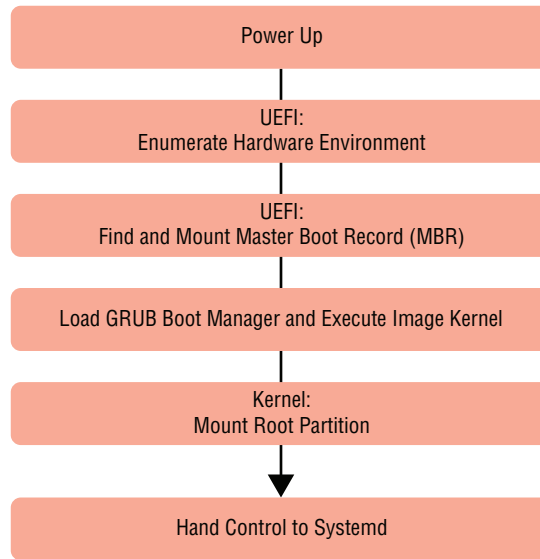 Power Up
UEFI:
Enumerate Hardware Environment
UEFI:
Find and Mount Master Boot Record (MBR)
Load GRUB Boot Manager and Execute Image Kernel
Kernel:
Mount Root Partition
Hand Control to Systemd